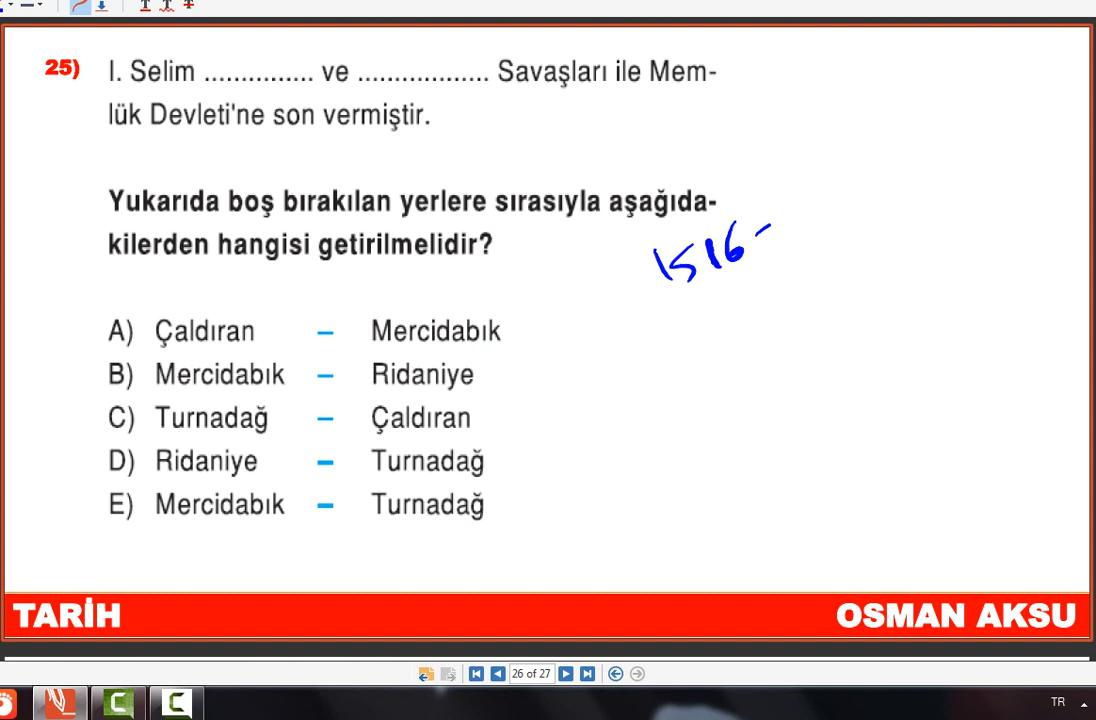 25) I. Selim ............... ve .................. Savaşları ile Mem-
lük Devleti'ne son vermiştir.
Yukarıda boş bırakılan yerlere sırasıyla aşağıda-
kilerden hangisi getirilmelidir?
1516 -
A) Çaldıran – Mercidabık
B) Mercidabık – Ridaniye
C) Turnadağ – Çaldıran
D) Ridaniye – Turnadağ
E) Mercidabık – Turnadağ
TARİH OSMAN AKSU
26 of 27
TR